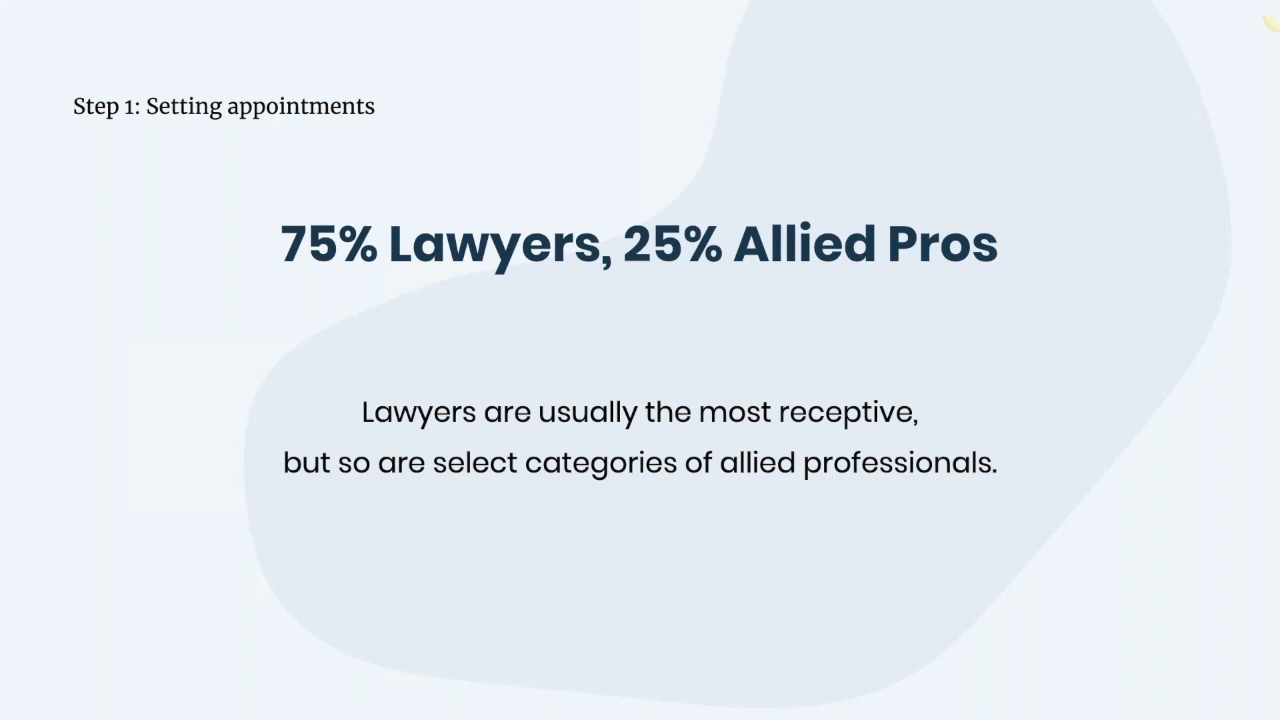 Step 1: Setting appointments
75% Lawyers, 25% Allied Pros
Lawyers are usually the most receptive,
but so are select categories of allied professionals.